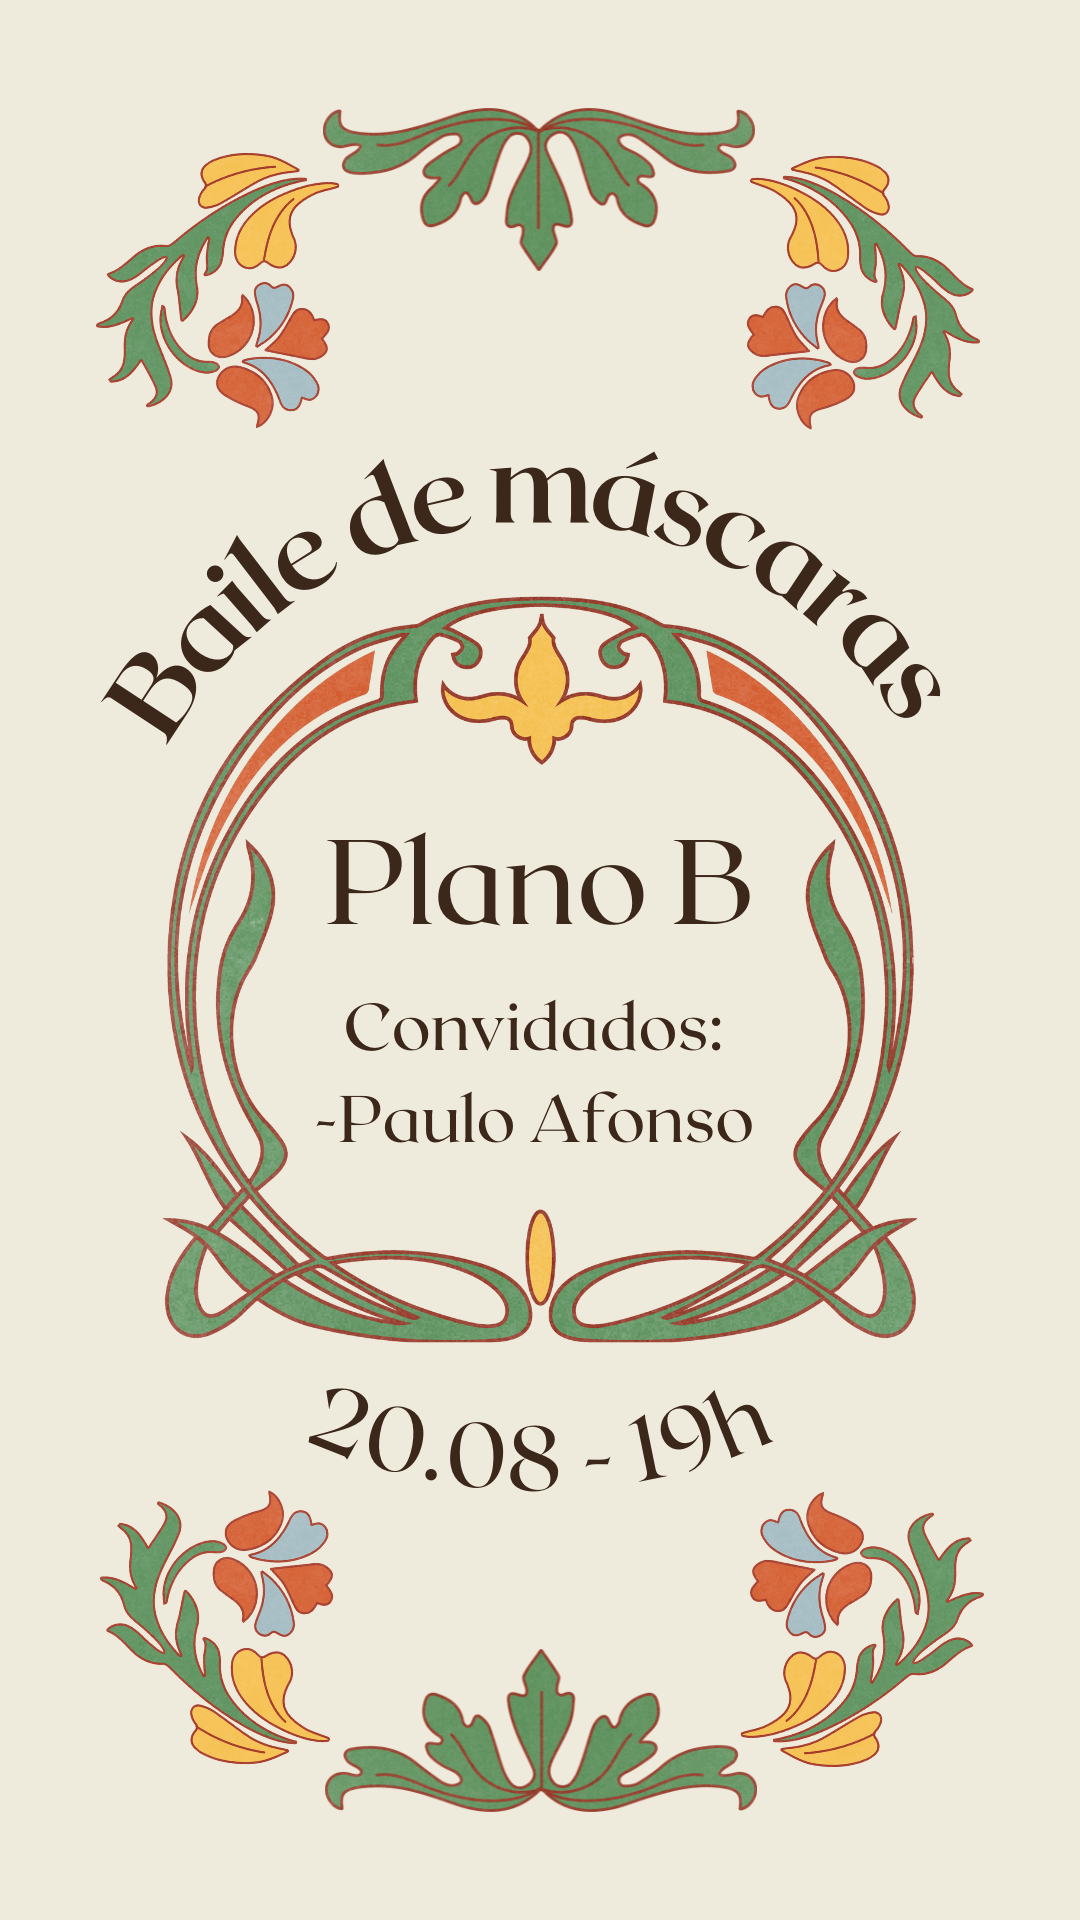 Baile de máscaras
Plano B
Convidados:
-Paulo Afonso
20.08 - 19h